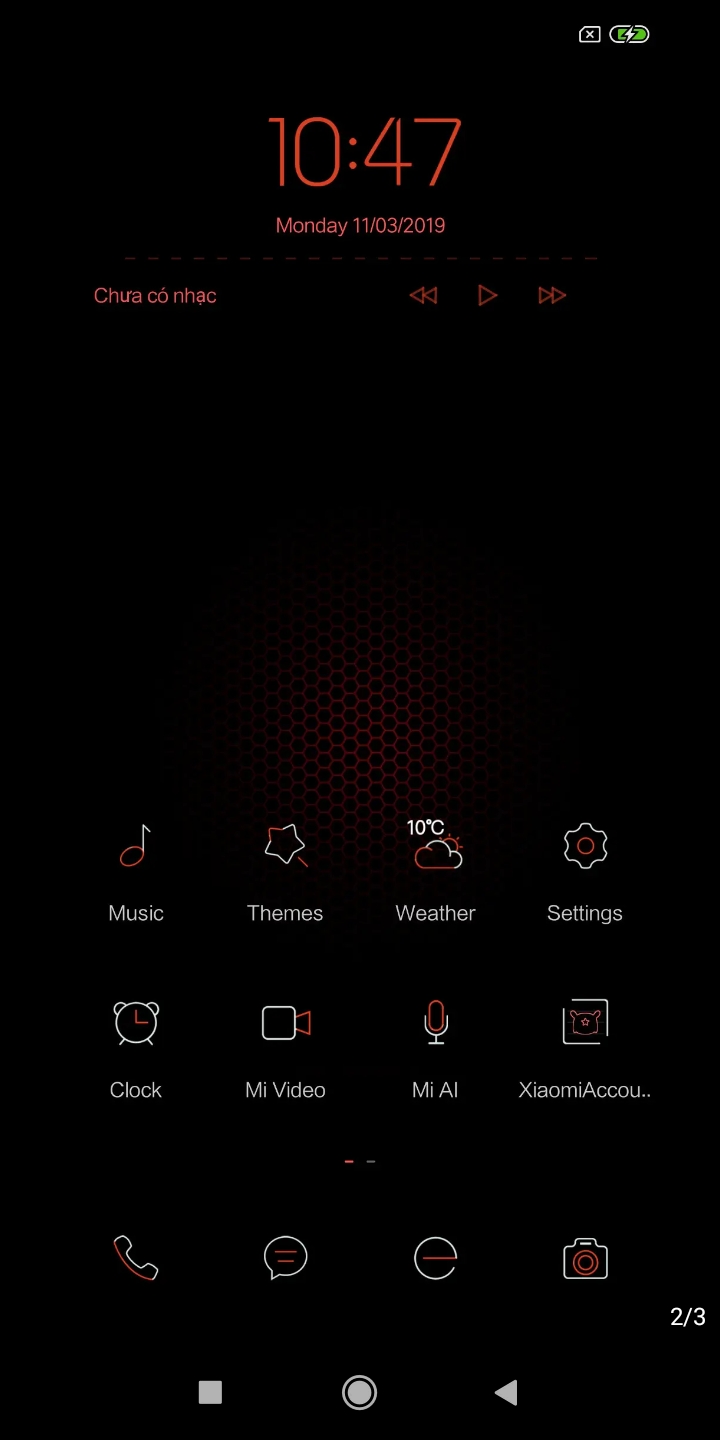 10:47
Monday 11/03/2019
Chưa có nhạc
10°C
Music Themes Weather Settings
Clock Mi Video Mi AI XiaomiAccou..
2/3